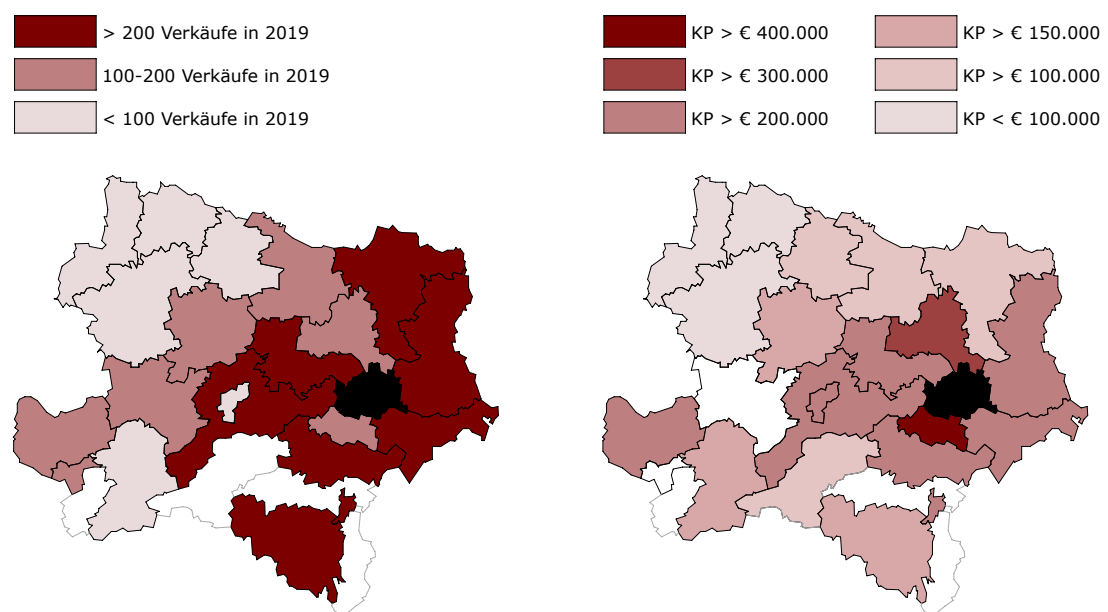 > 200 Verkäufe in 2019
100-200 Verkäufe in 2019
< 100 Verkäufe in 2019
KP > € 400.000
KP > € 300.000
KP > € 200.000
KP > € 150.000
KP > € 100.000
KP < € 100.000